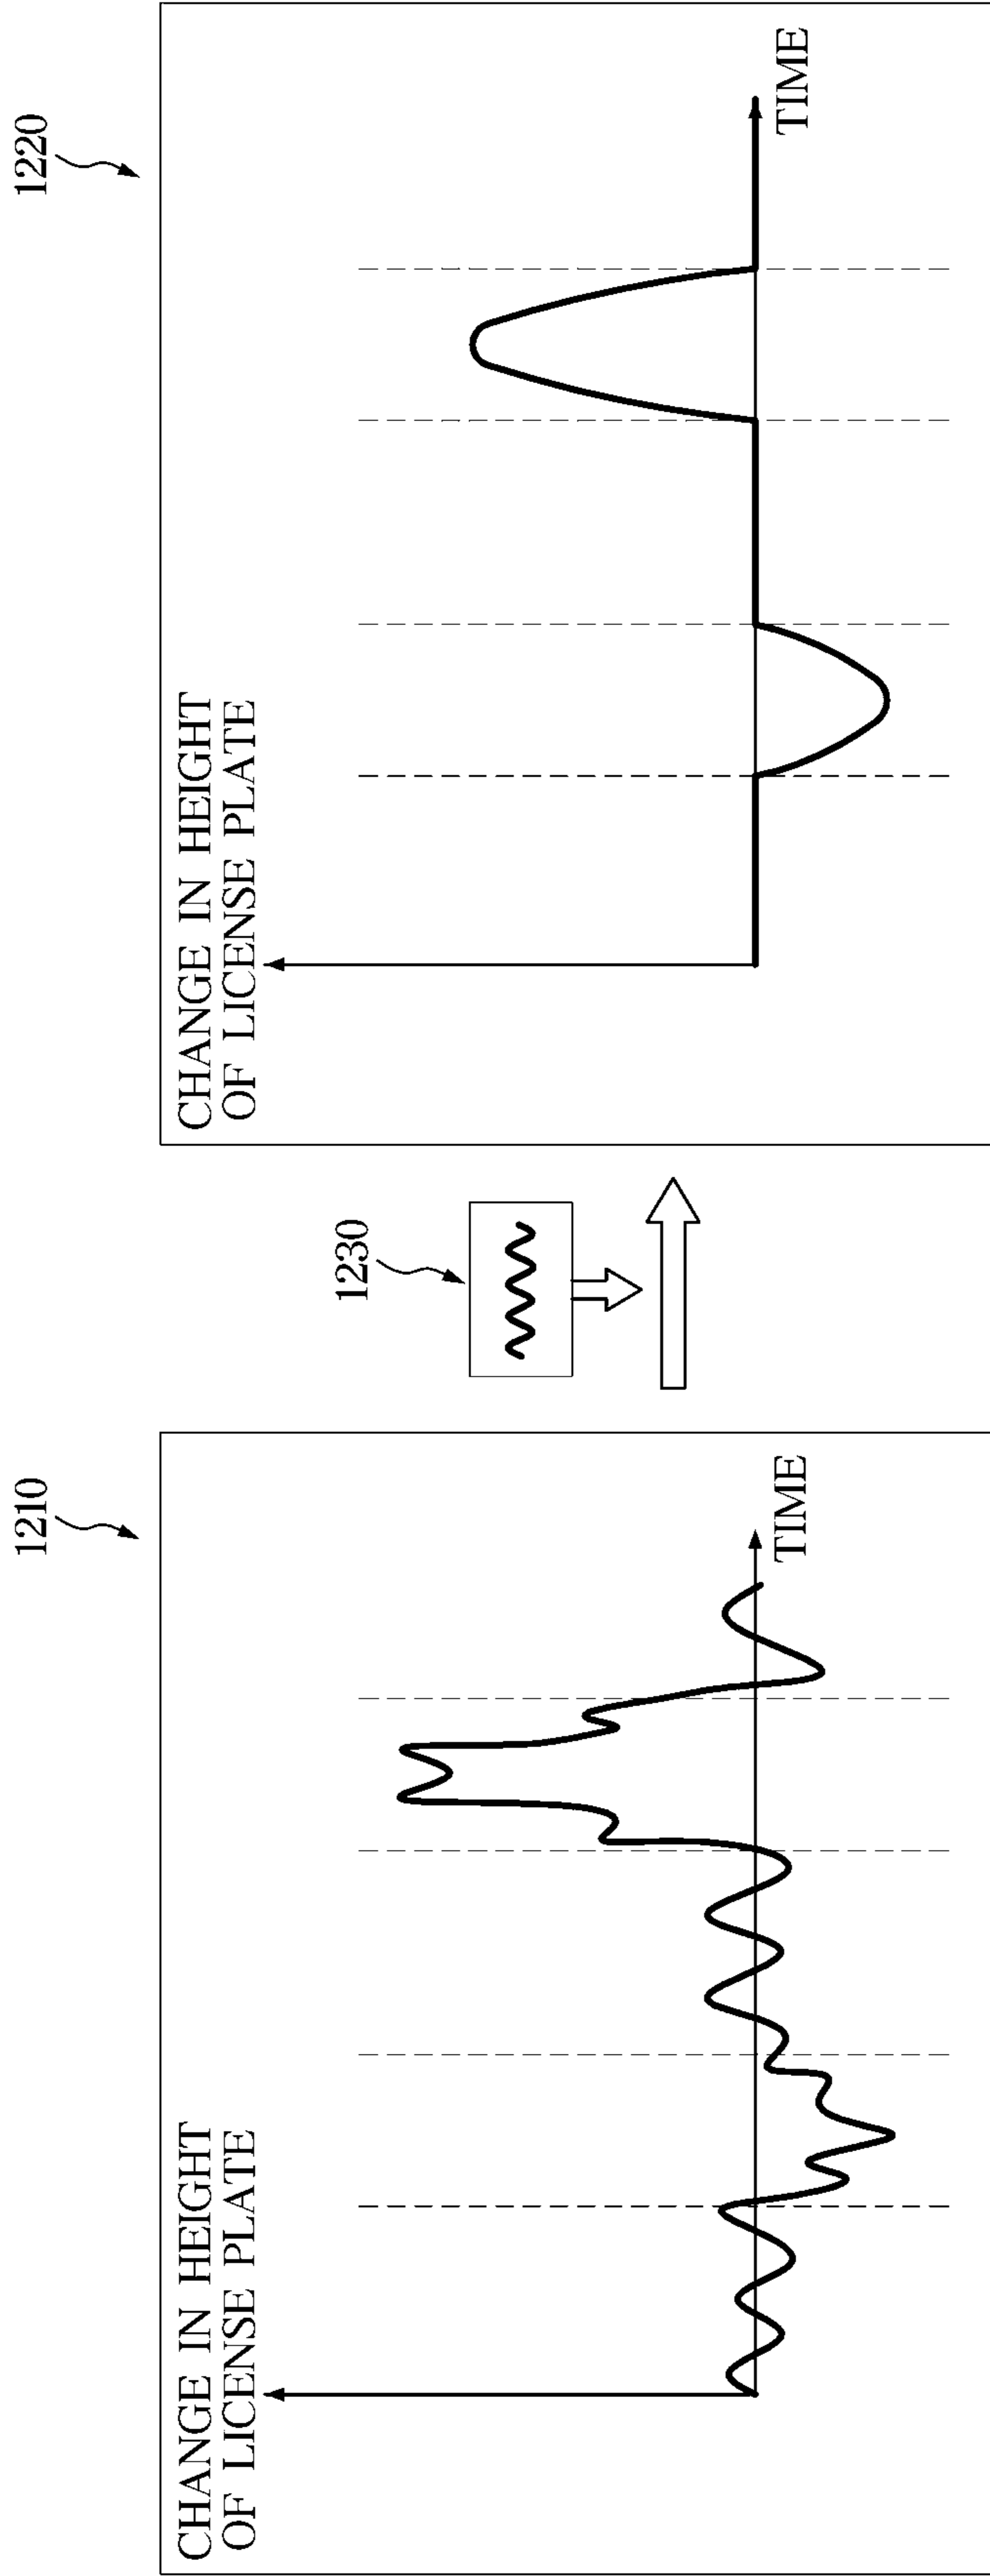 1210
CHANGE IN HEIGHT
OF LICENSE PLATE
TIME
1230
1220
CHANGE IN HEIGHT
OF LICENSE PLATE
TIME